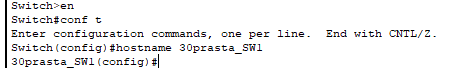 Switch>en
Switch#conf t
Enter configuration commands, one per line.  End with CNTL/Z.
Switch(config)#hostname 30prasta_SW1
30prasta_SW1(config)#